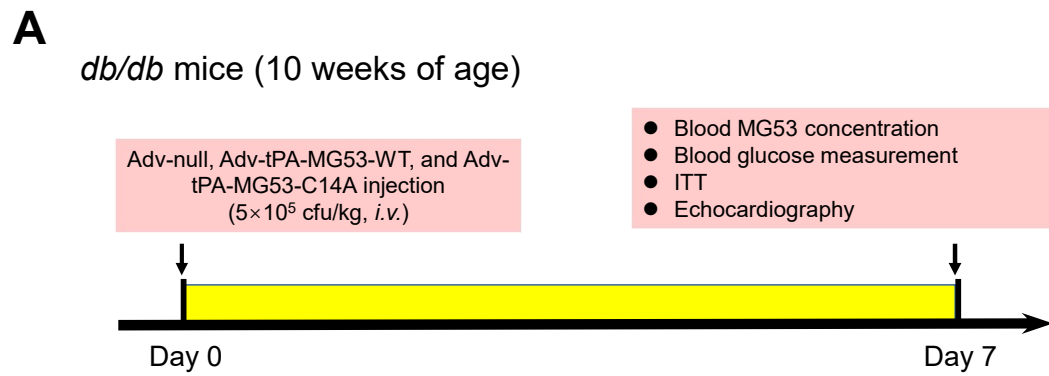 A
db/db mice (10 weeks of age)
Adv-null, Adv-tPA-MG53-WT, and Adv-
tPA-MG53-C14A injection
(5×10⁵ cfu/kg, i.v.)
● Blood MG53 concentration
● Blood glucose measurement
● ITT
● Echocardiography
Day 0
Day 7